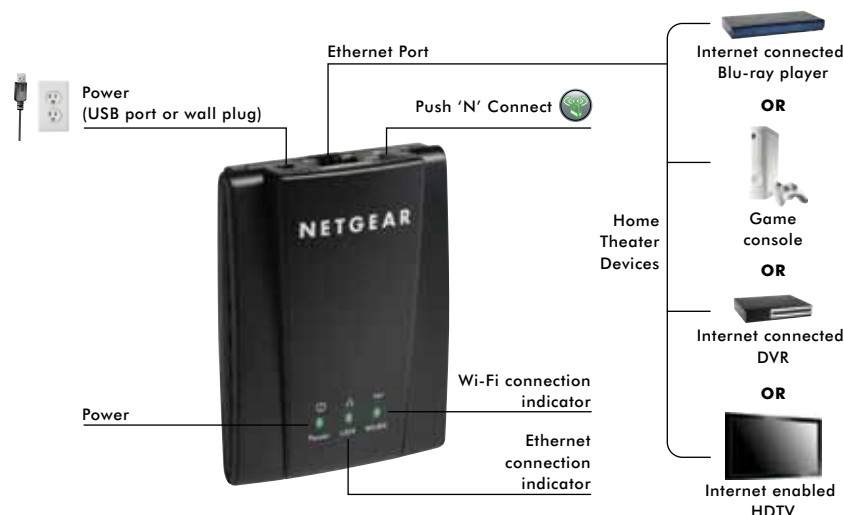 Ethernet Port
Power
(USB port or wall plug)
Push ‘N’ Connect
NETGEAR
Power
Wi-Fi connection
indicator
Ethernet
connection
indicator
Power
Home
Theater
Devices
Internet connected
Blu-ray player
OR
Game
console
OR
Internet connected
DVR
OR
Internet enabled
HDTV